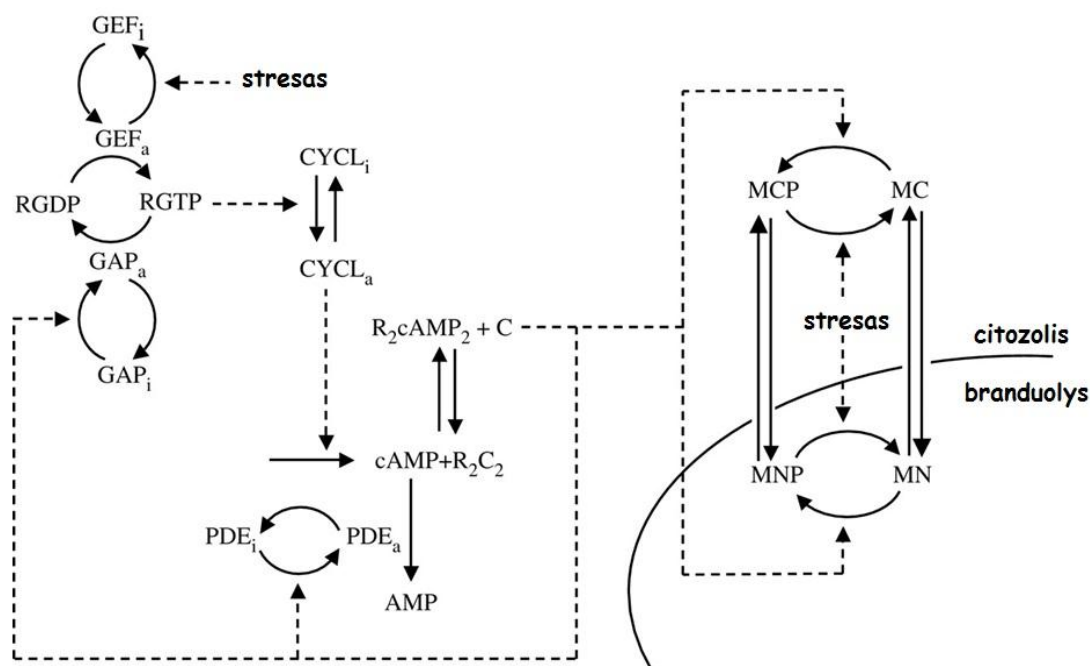 GEFi
stresas
GEFa
RGDP
RGTP
CYCLi
GAPa
CYCLa
GAPi
R2cAMP2 + C
cAMP+R2C2
PDEi
PDEa
AMP
MCP
MC
stresas
citozolis
branduolys
MNP
MN